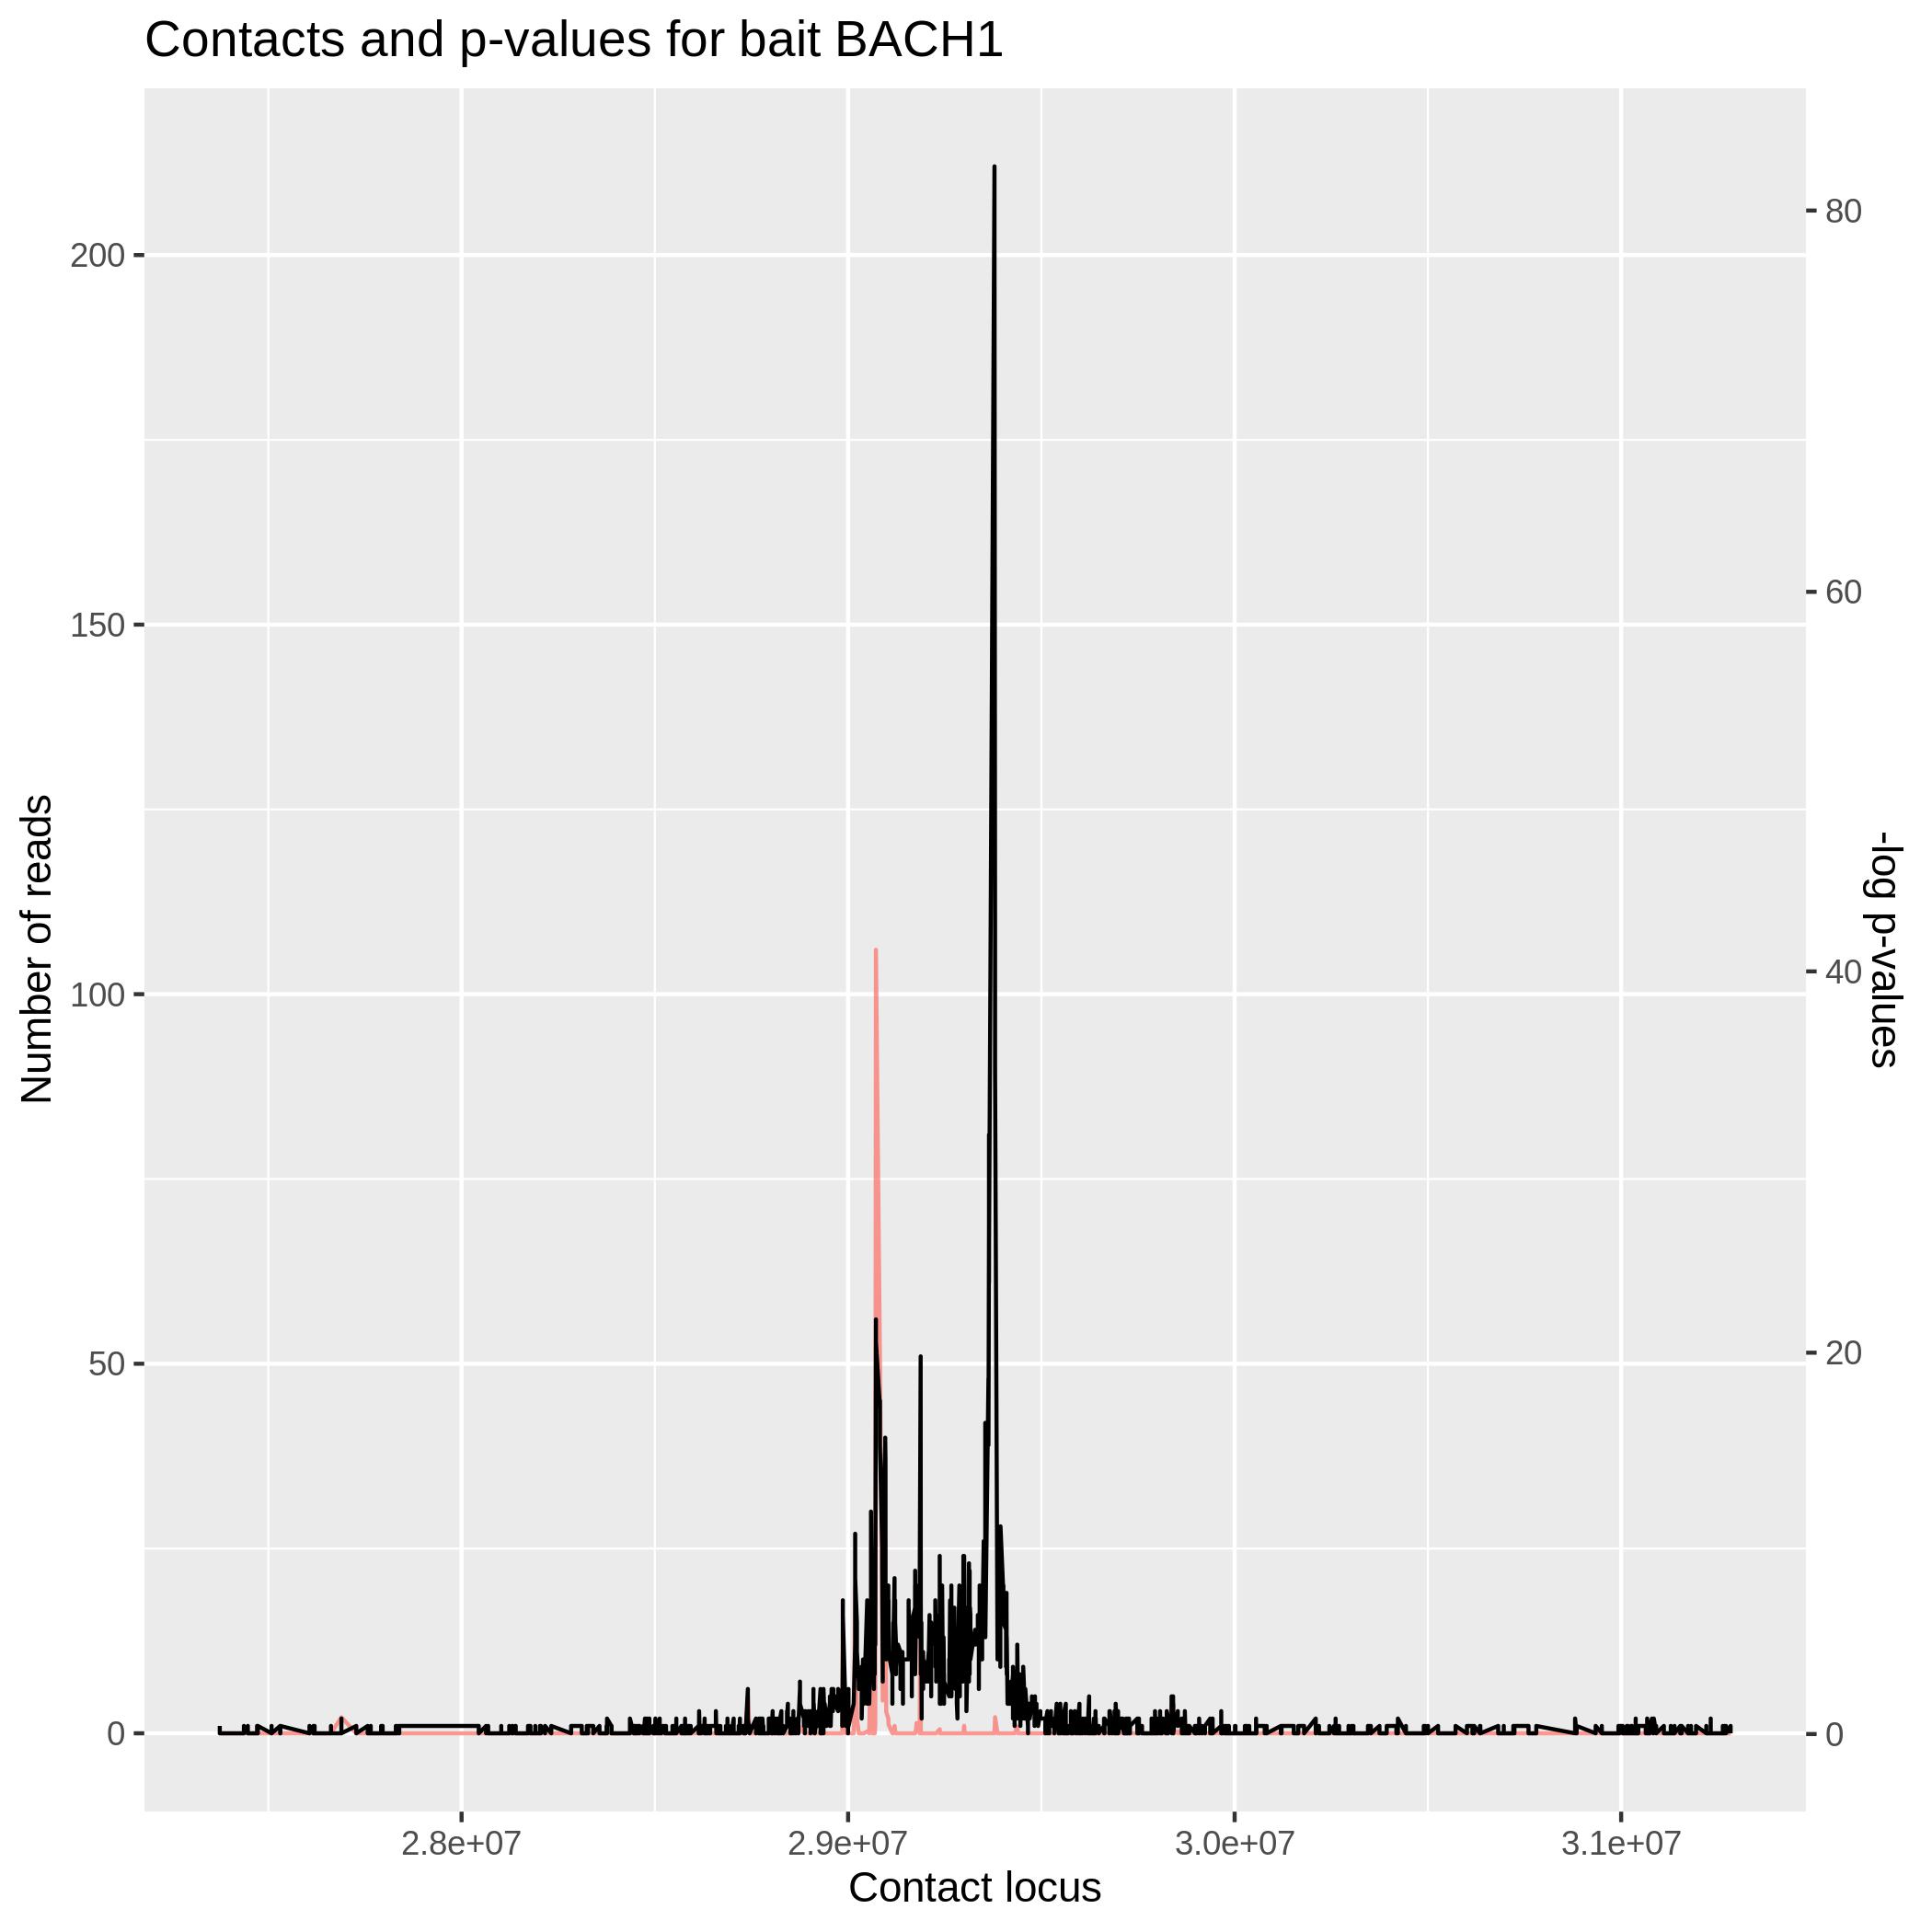 Contacts and p-values for bait BACH1
Number of reads
200
150
100
50
0
80
60
40
20
0
-log p-values
2.8e+07
2.9e+07
3.0e+07
3.1e+07
Contact locus